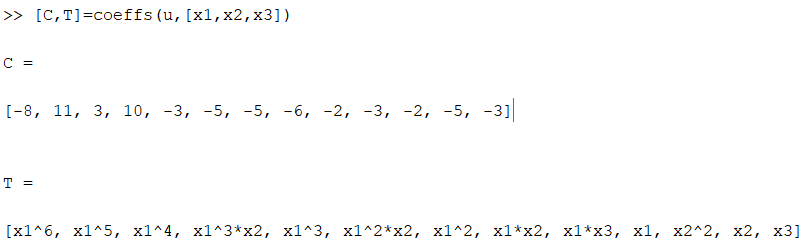 >> [C,T]=coeffs(u,[x1,x2,x3])
C =
[-8, 11, 3, 10, -3, -5, -5, -6, -2, -3, -2, -5, -3]
T =
[x1^6, x1^5, x1^4, x1^3*x2, x1^3, x1^2*x2, x1^2, x1*x2, x1*x3, x1, x2^2, x2, x3]